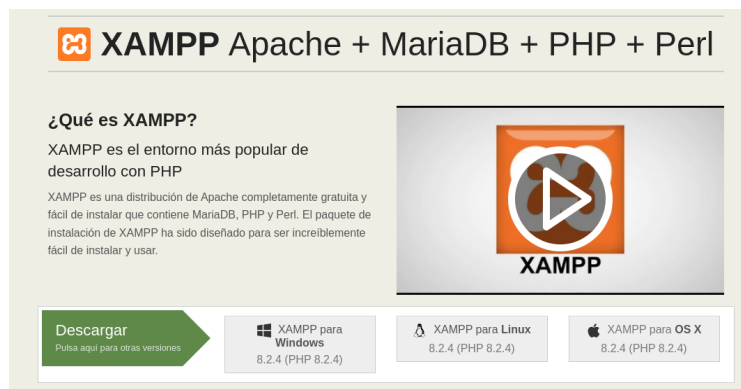 XAMPP Apache + MariaDB + PHP + Perl
¿Qué es XAMPP?
XAMPP es el entorno más popular de
desarrollo con PHP
XAMPP es una distribución de Apache completamente gratuita y
fácil de instalar que contiene MariaDB, PHP y Perl. El paquete de
instalación de XAMPP ha sido diseñado para ser increíblemente
fácil de instalar y usar.
XAMPP
Descargar
Pulsa aquí para otras versiones
XAMPP para
Windows
8.2.4 (PHP 8.2.4)
XAMPP para Linux
8.2.4 (PHP 8.2.4)
XAMPP para OS X
8.2.4 (PHP 8.2.4)